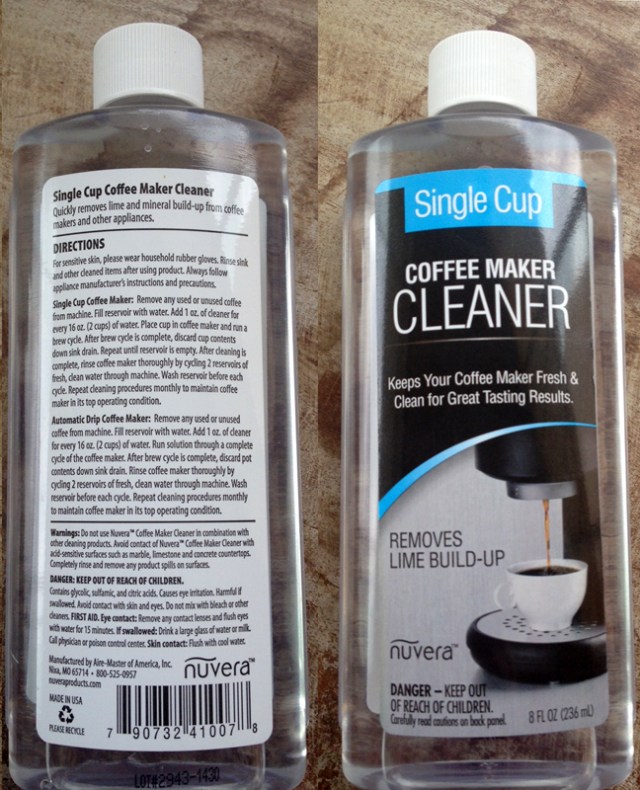 Single Cup Coffee Maker Cleaner
Quickly removes lime and mineral build-up from coffee
makers and other appliances.
DIRECTIONS
For sensitive skin, please wear household rubber gloves. Rinse sink
and other cleaned items after using product. Always follow
appliance manufacturer's instructions and precautions.
Single Cup Coffee Maker: Remove any used or unused coffee
from machine. Fill reservoir with water. Add 1 oz. of cleaner for
every 16 oz. (2 cups) of water. Place cup in coffee maker and run a
brew cycle. After brew cycle is complete, discard cup contents
down sink drain. Repeat until reservoir is empty. After cleaning is
complete, rinse coffee maker thoroughly by cycling 2 reservoirs of
fresh, clean water through machine. Wash reservoir before each
cycle. Repeat cleaning procedures monthly to maintain coffee
maker in its top operating condition.
Automatic Drip Coffee Maker: Remove any used or unused
coffee from machine. Fill reservoir with water. Add 1 oz. of cleaner
for every 16 oz. (2 cups) of water. Run solution through a complete
cycle of the coffee maker. After brew cycle is complete, discard pot
contents down sink drain. Rinse coffee maker thoroughly by
cycling 2 reservoirs of fresh, clean water through machine. Wash
reservoir before each cycle. Repeat cleaning procedures monthly
to maintain coffee maker in its top operating condition.
Warnings: Do not use Nuvera™ Coffee Maker Cleaner in combination with
other cleaning products. Avoid contact of Nuvera™ Coffee Maker Cleaner with
acid-sensitive surfaces such as marble, limestone and concrete countertops.
Completely rinse and remove any product spills on surfaces.
DANGER: KEEP OUT OF REACH OF CHILDREN.
Contains glycolic, sulfamic, and citric acids. Causes eye irritation. Harmful if
swallowed. Avoid contact with skin and eyes. Do not mix with bleach or other
cleaners. FIRST AID. Eye contact: Remove any contact lenses and flush eyes
with water for 15 minutes. If swallowed: Drink a large glass of water or milk.
Call physician or poison control center. Skin contact: Flush with cool water.
Manufactured by Aire-Master of America, Inc.
Nixa, MO 65714 • 800-525-0957
nuveraproducts.com
nuvera™
MADE IN USA
PLEASE RECYCLE
7 90732 41007 8
LOT#2943-1430
Single Cup
COFFEE MAKER
CLEANER
Keeps Your Coffee Maker Fresh &
Clean for Great Tasting Results.
REMOVES
LIME BUILD-UP
nuvera™
DANGER – KEEP OUT
OF REACH OF CHILDREN.
Carefully read cautions on back panel.
8 FL OZ (236 mL)